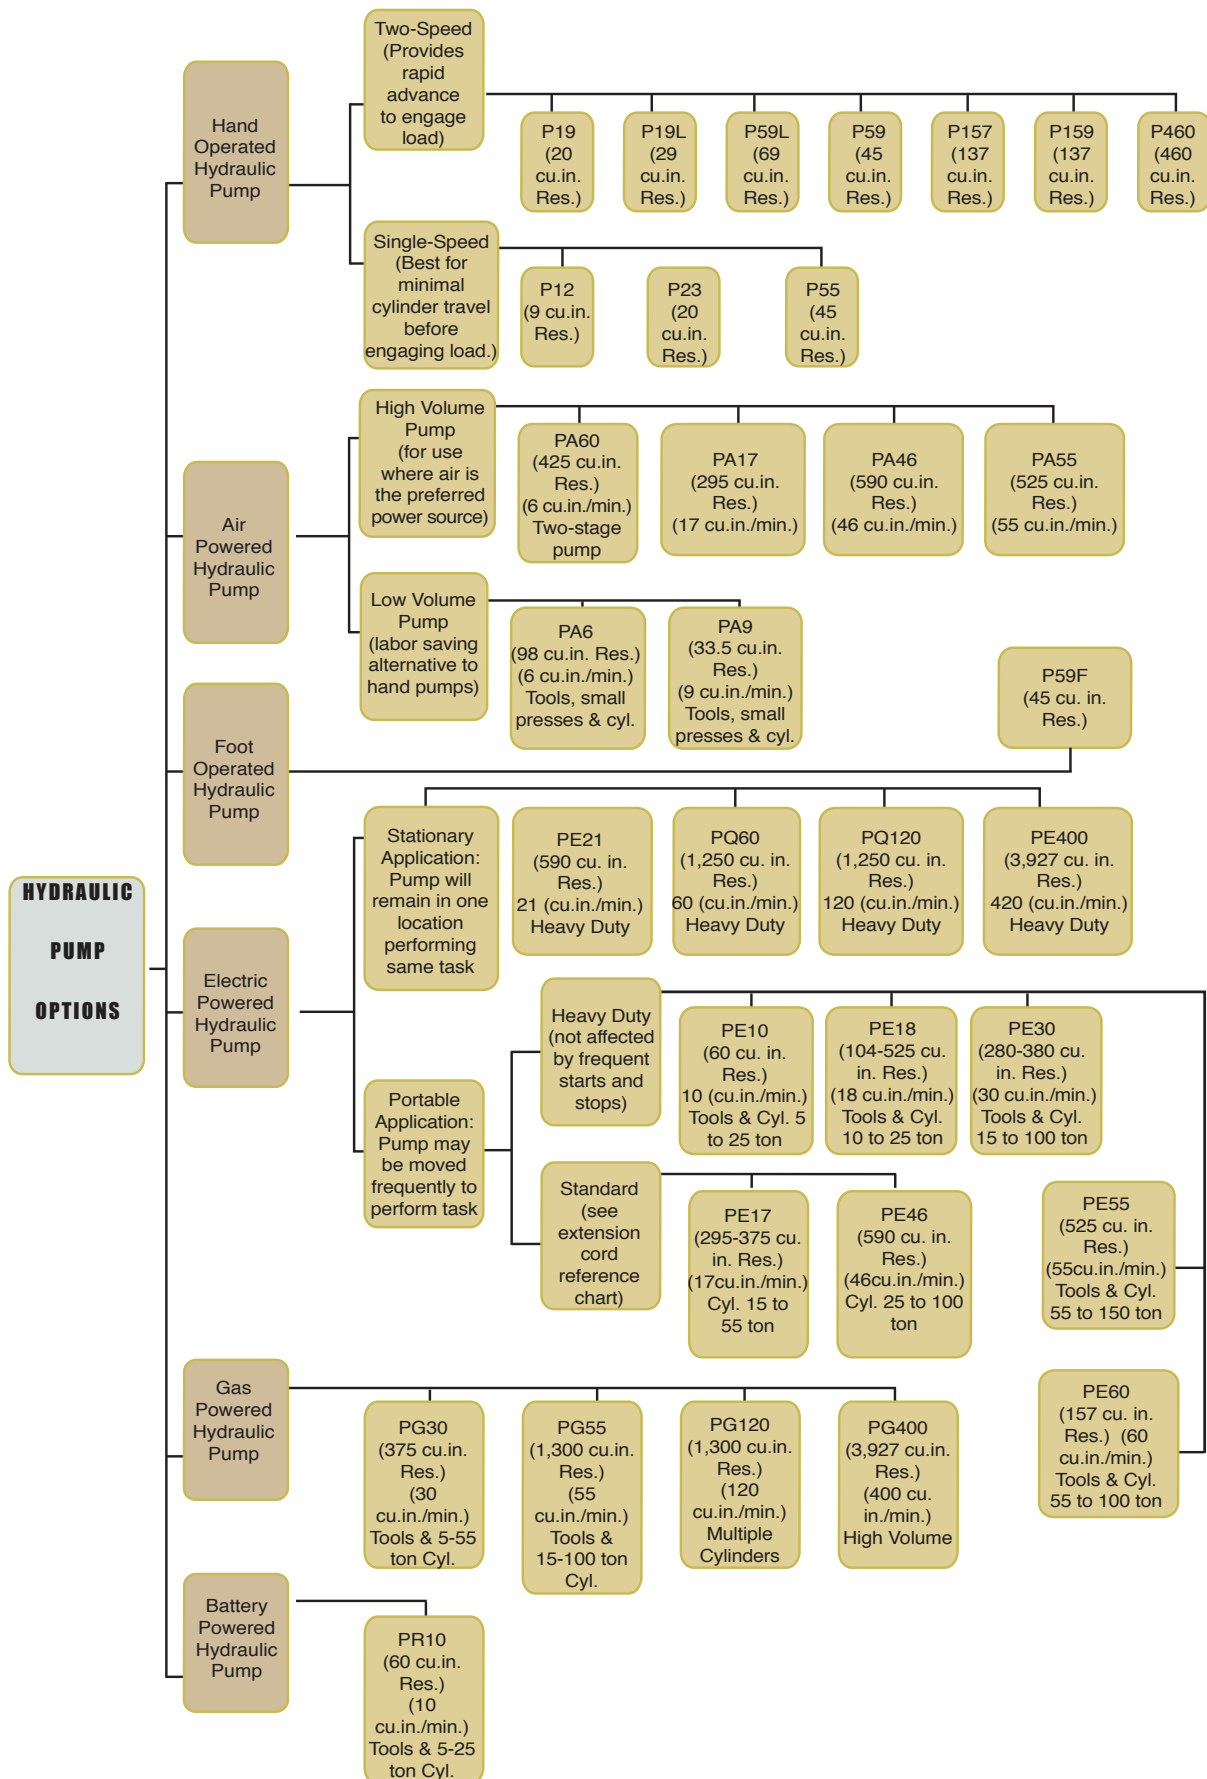 Two-Speed
(Provides
rapid
advance
to engage
load)
Hand
Operated
Hydraulic
Pump
P19
(20
cu.in.
Res.)
P19L
(29
cu.in.
Res.)
P59L
(69
cu.in.
Res.)
P59
(45
cu.in.
Res.)
P157
(137
cu.in.
Res.)
P159
(137
cu.in.
Res.)
P460
(460
cu.in.
Res.)
Single-Speed
(Best for
minimal
cylinder travel
before
engaging load.)
P12
(9 cu.in.
Res.)
P23
(20
cu.in.
Res.)
P55
(45
cu.in.
Res.)
High Volume
Pump
(for use
where air is
the preferred
power source)
PA60
(425 cu.in.
Res.)
(6 cu.in./min.)
Two-stage
pump
PA17
(295 cu.in.
Res.)
(17 cu.in./min.)
PA46
(590 cu.in.
Res.)
(46 cu.in./min.)
PA55
(525 cu.in.
Res.)
(55 cu.in./min.)
Air
Powered
Hydraulic
Pump
Low Volume
Pump
(labor saving
alternative to
hand pumps)
PA6
(98 cu.in. Res.)
(6 cu.in./min.)
Tools, small
presses & cyl.
PA9
(33.5 cu.in.
Res.)
(9 cu.in./min.)
Tools, small
presses & cyl.
P59F
(45 cu. in.
Res.)
Foot
Operated
Hydraulic
Pump
Stationary
Application:
Pump will
remain in one
location
performing
same task
PE21
(590 cu. in.
Res.)
21 (cu.in./min.)
Heavy Duty
PQ60
(1,250 cu. in.
Res.)
60 (cu.in./min.)
Heavy Duty
PQ120
(1,250 cu. in.
Res.)
120 (cu.in./min.)
Heavy Duty
PE400
(3,927 cu. in.
Res.)
420 (cu.in./min.)
Heavy Duty
HYDRAULIC
PUMP
OPTIONS
Electric
Powered
Hydraulic
Pump
Heavy Duty
(not affected
by frequent
starts and
stops)
PE10
(60 cu. in.
Res.)
10 (cu.in./min.)
Tools & Cyl. 5
to 25 ton
PE18
(104-525 cu.
in. Res.)
(18 cu.in./min.)
Tools & Cyl.
10 to 25 ton
PE30
(280-380 cu.
in. Res.)
(30 cu.in./min.)
Tools & Cyl.
15 to 100 ton
Portable
Application:
Pump may
be moved
frequently to
perform task
Standard
(see
extension
cord
reference
chart)
PE17
(295-375 cu.
in. Res.)
(17cu.in./min.)
Cyl. 15 to
55 ton
PE46
(590 cu. in.
Res.)
(46cu.in./min.)
Cyl. 25 to 100
ton
PE55
(525 cu. in.
Res.)
(55cu.in./min.)
Tools & Cyl.
55 to 150 ton
PE60
(157 cu. in.
Res.) (60
cu.in./min.)
Tools & Cyl.
55 to 100 ton
Gas
Powered
Hydraulic
Pump
PG30
(375 cu.in.
Res.)
(30
cu.in./min.)
Tools & 5-55
ton Cyl.
PG55
(1,300 cu.in.
Res.)
(55
cu.in./min.)
Tools &
15-100 ton
Cyl.
PG120
(1,300 cu.in.
Res.)
(120
cu.in./min.)
Multiple
Cylinders
PG400
(3,927 cu.in.
Res.)
(400 cu.
in./min.)
High Volume
Battery
Powered
Hydraulic
Pump
PR10
(60 cu.in.
Res.)
(10
cu.in./min.)
Tools & 5-25
ton Cyl.